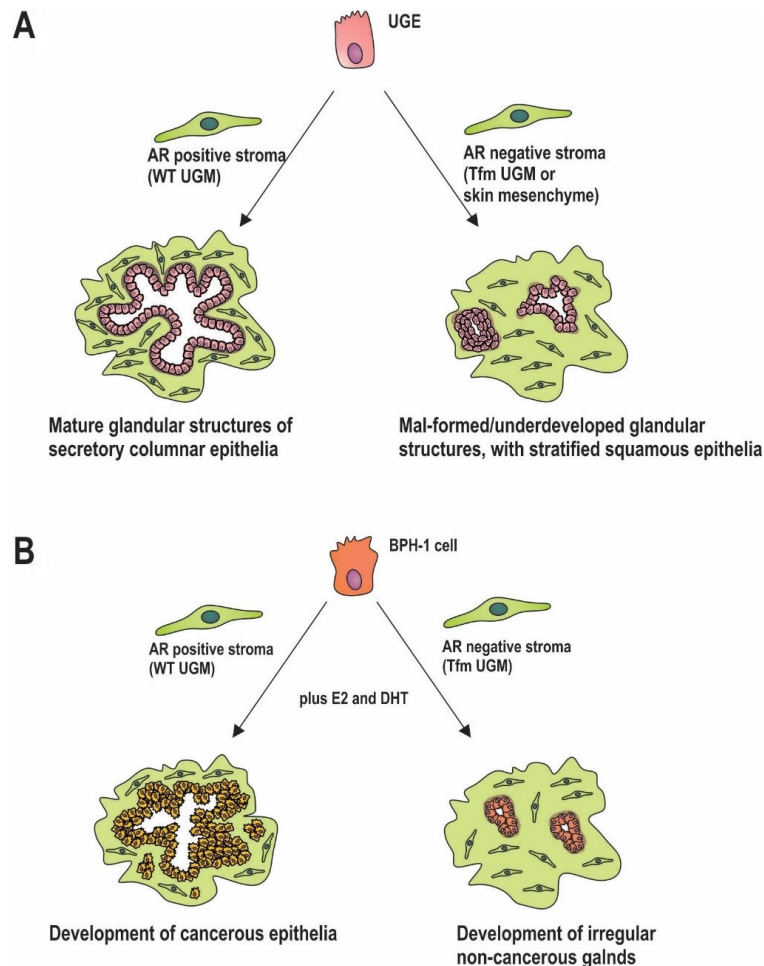 A
UGE
AR positive stroma
(WT UGM)
AR negative stroma
(Tfm UGM or
skin mesenchyme)
Mature glandular structures of
secretory columnar epithelia
Mal-formed/underdeveloped glandular
structures, with stratified squamous epithelia
B
BPH-1 cell
AR positive stroma
(WT UGM)
AR negative stroma
(Tfm UGM)
plus E2 and DHT
Development of cancerous epithelia
Development of irregular
non-cancerous galnds